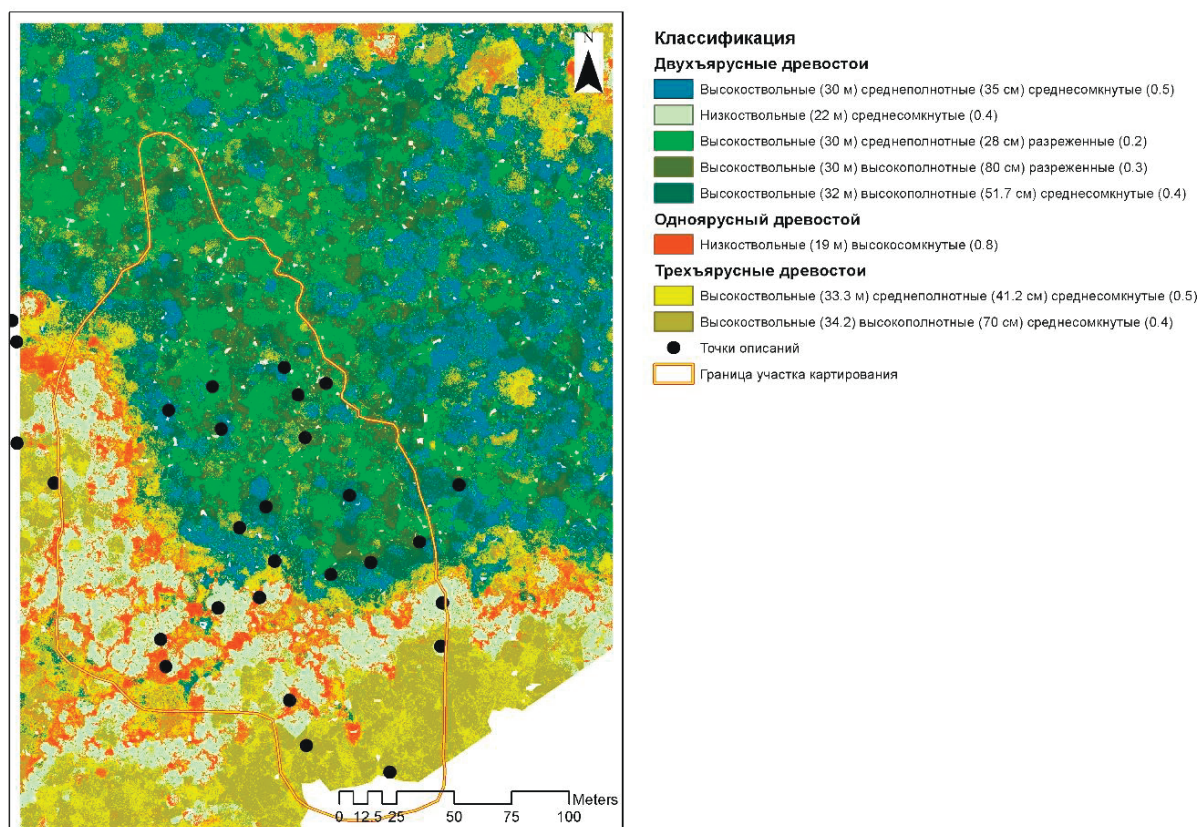 N
Meters
0 12.5 25 50 75 100
Классификация
Двухъярусные древостои
Высокоствольные (30 м) среднеполнотные (35 см) среднесомкнутые (0.5)
Низкоствольные (22 м) среднесомкнутые (0.4)
Высокоствольные (30 м) среднеполнотные (28 см) разреженные (0.2)
Высокоствольные (30 м) высокополнотные (80 см) разреженные (0.3)
Высокоствольные (32 м) высокополнотные (51.7 см) среднесомкнутые (0.4)
Одноярусный древостой
Низкоствольные (19 м) высокосомкнутые (0.8)
Трехъярусные древостои
Высокоствольные (33.3 м) среднеполнотные (41.2 см) среднесомкнутые (0.5)
Высокоствольные (34.2) высокополнотные (70 см) среднесомкнутые (0.4)
Точки описаний
Граница участка картирования